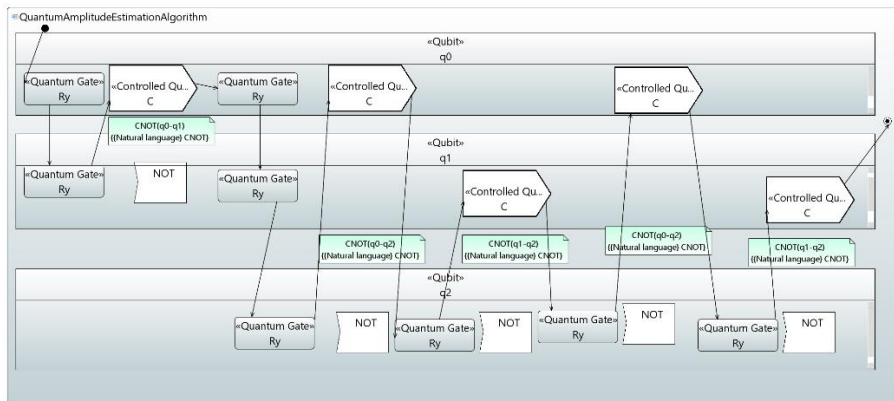 QuantumAmplitudeEstimationAlgorithm
«Qubit»
q0
«Quantum Gate»
Ry
«Controlled Qu...
C
«Quantum Gate»
Ry
«Controlled Qu...
C
«Controlled Qu...
C
CNOT(q0-q1)
{{Natural language} CNOT}
«Qubit»
q1
«Quantum Gate»
Ry
NOT
«Quantum Gate»
Ry
«Controlled Qu...
C
«Controlled Qu...
C
CNOT(q0-q2)
{{Natural language} CNOT}
CNOT(q1-q2)
{{Natural language} CNOT}
CNOT(q0-q2)
{{Natural language} CNOT}
CNOT(q1-q2)
{{Natural language} CNOT}
«Qubit»
q2
«Quantum Gate»
Ry
NOT
«Quantum Gate»
Ry
NOT
«Quantum Gate»
Ry
NOT
«Quantum Gate»
Ry
NOT